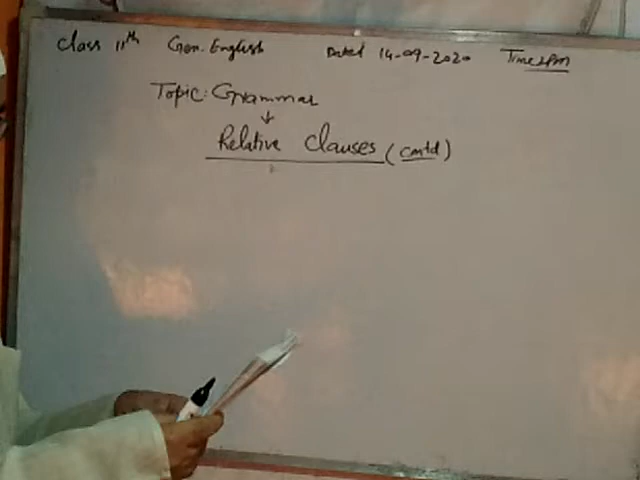 Class 11th Gen. English Dated 14-09-2020 Time 2pm
Topic: Grammar
↓
Relative Clauses (contd)